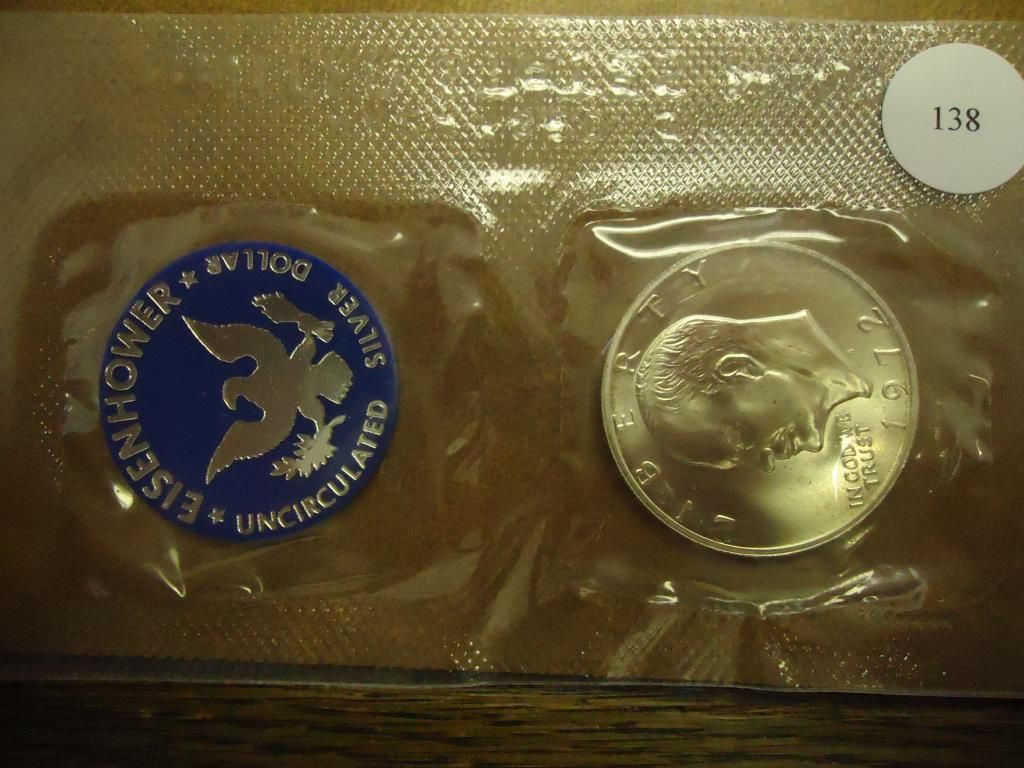 138
EISENHOWER ★ DOLLAR
SILVER
UNCIRCULATED ★
LIBERTY
IN GOD WE
TRUST
1972